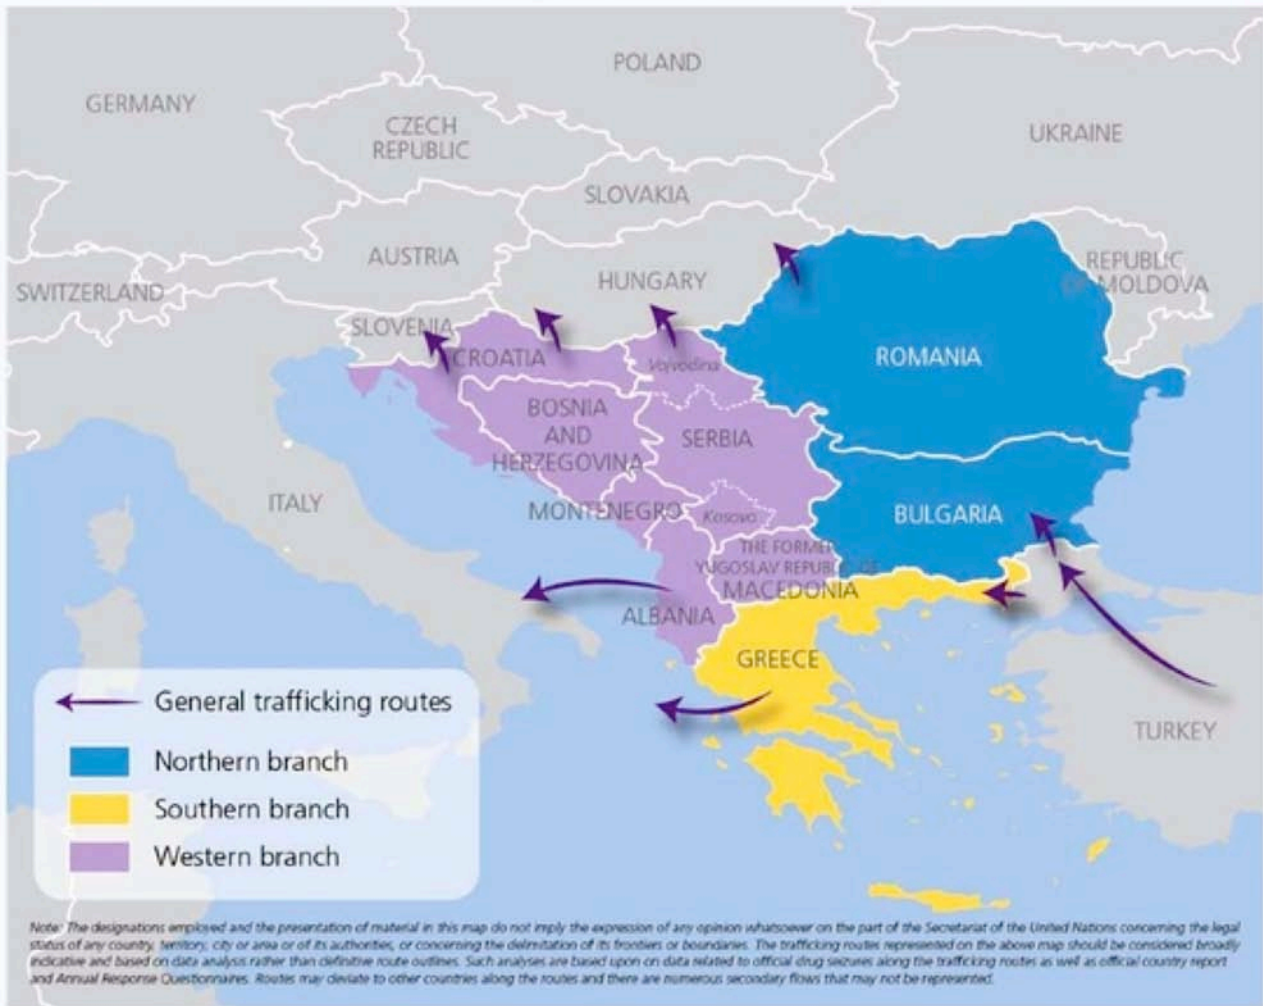 POLAND
GERMANY
CZECH
REPUBLIC
UKRAINE
SLOVAKIA
AUSTRIA
HUNGARY
REPUBLIC
OF MOLDOVA
SWITZERLAND
SLOVENIA
CROATIA
Vojvodina
ROMANIA
BOSNIA
AND
HERZEGOVINA
SERBIA
ITALY
MONTENEGRO
Kosovo
BULGARIA
THE FORMER
YUGOSLAV REPUBLIC OF
MACEDONIA
ALBANIA
GREECE
TURKEY
General trafficking routes
Northern branch
Southern branch
Western branch
Note: The designations employed and the presentation of material in this map do not imply the expression of any opinion whatsoever on the part of the Secretariat of the United Nations concerning the legal
status of any country, territory, city or area or of its authorities, or concerning the delimitation of its frontiers or boundaries. The trafficking routes represented on the above map should be considered broadly
indicative and based on data analysis rather than definitive route outlines. Such analyses are based upon on data related to official drug seizures along the trafficking routes as well as official country report
and Annual Response Questionnaires. Routes may deviate to other countries along the routes and there are numerous secondary flows that may not be represented.